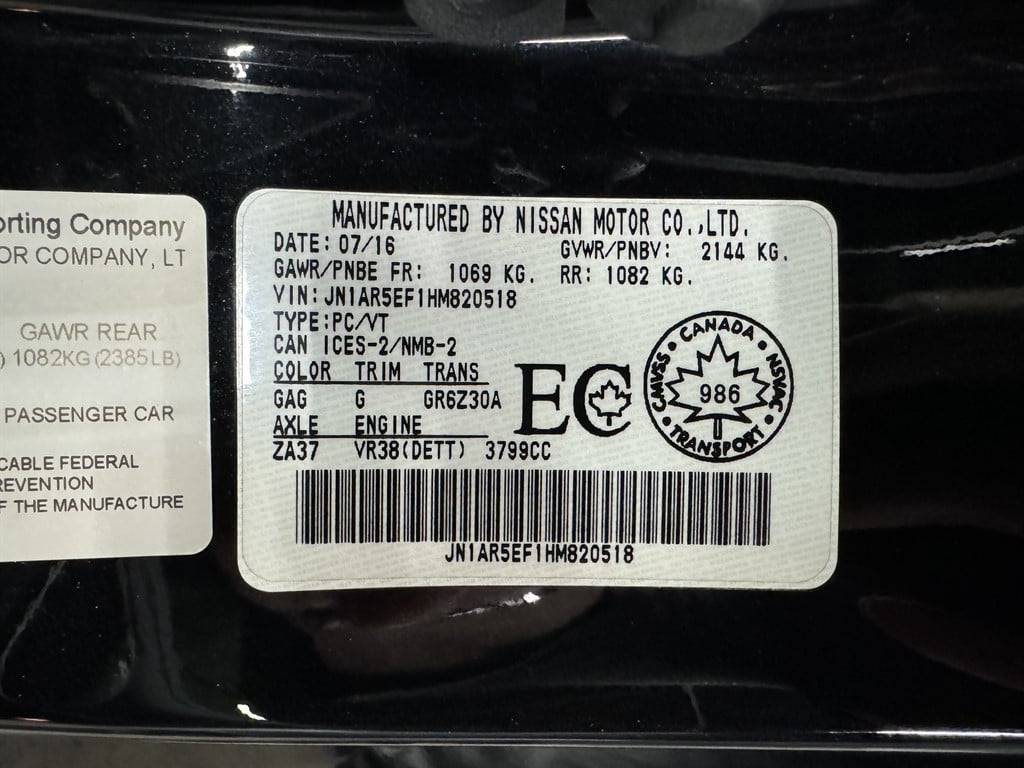 orting Company
OR COMPANY, LT
GAWR REAR
) 1082KG (2385LB)
PASSENGER CAR
CABLE FEDERAL
REVENTION
F THE MANUFACTURE
MANUFACTURED BY NISSAN MOTOR CO.,LTD.
DATE: 07/16 GVWR/PNBV: 2144 KG.
GAWR/PNBE FR: 1069 KG. RR: 1082 KG.
VIN: JN1AR5EF1HM820518
TYPE:PC/VT
CAN ICES-2/NMB-2
COLOR TRIM TRANS
GAG G GR6Z30A
AXLE ENGINE
ZA37 VR38(DETT) 3799CC
EC
CANADA
CMVSS • NSVAC
986
TRANSPORT
JN1AR5EF1HM820518